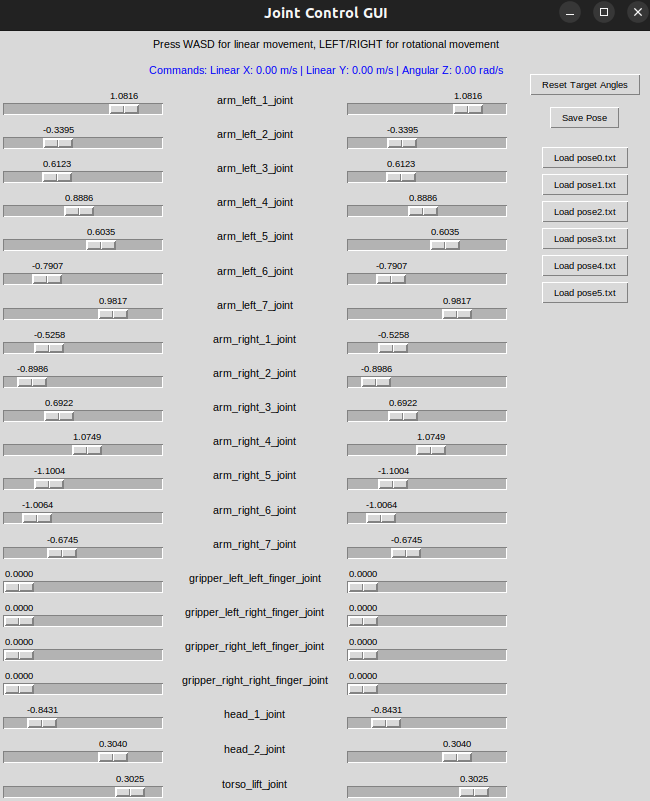 Joint Control GUI
Press WASD for linear movement, LEFT/RIGHT for rotational movement
Commands: Linear X: 0.00 m/s | Linear Y: 0.00 m/s | Angular Z: 0.00 rad/s
1.0816 arm_left_1_joint 1.0816
-0.3395 arm_left_2_joint -0.3395
0.6123 arm_left_3_joint 0.6123
0.8886 arm_left_4_joint 0.8886
0.6035 arm_left_5_joint 0.6035
-0.7907 arm_left_6_joint -0.7907
0.9817 arm_left_7_joint 0.9817
-0.5258 arm_right_1_joint -0.5258
-0.8986 arm_right_2_joint -0.8986
0.6922 arm_right_3_joint 0.6922
1.0749 arm_right_4_joint 1.0749
-1.1004 arm_right_5_joint -1.1004
-1.0064 arm_right_6_joint -1.0064
-0.6745 arm_right_7_joint -0.6745
0.0000 gripper_left_left_finger_joint 0.0000
0.0000 gripper_left_right_finger_joint 0.0000
0.0000 gripper_right_left_finger_joint 0.0000
0.0000 gripper_right_right_finger_joint 0.0000
-0.8431 head_1_joint -0.8431
0.3040 head_2_joint 0.3040
0.3025 torso_lift_joint 0.3025
Reset Target Angles
Save Pose
Load pose0.txt
Load pose1.txt
Load pose2.txt
Load pose3.txt
Load pose4.txt
Load pose5.txt